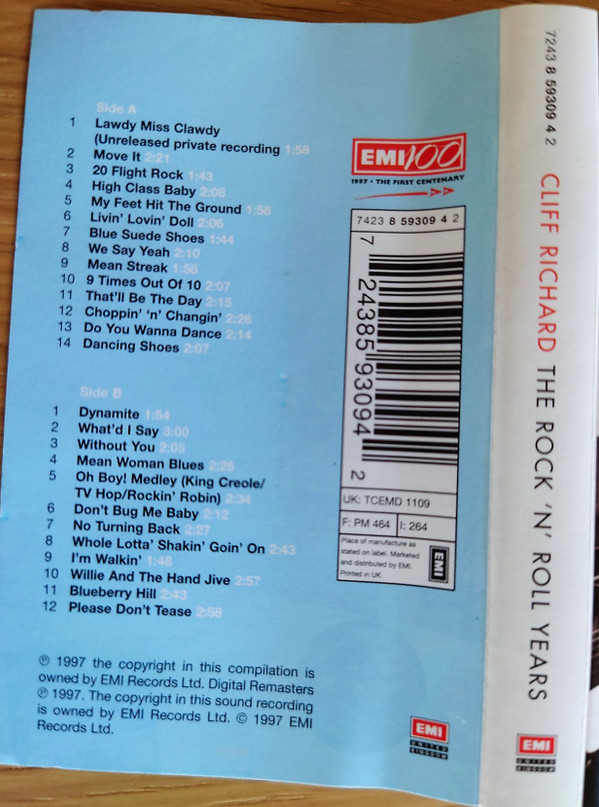 Side A
1 Lawdy Miss Clawdy
(Unreleased private recording 1:58
2 Move It 2:21
3 20 Flight Rock 1:43
4 High Class Baby 2:08
5 My Feet Hit The Ground 1:58
6 Livin' Lovin' Doll 2:06
7 Blue Suede Shoes 1:44
8 We Say Yeah 2:10
9 Mean Streak 1:58
10 9 Times Out Of 10 2:07
11 That'll Be The Day 2:15
12 Choppin' 'n' Changin' 2:26
13 Do You Wanna Dance 2:14
14 Dancing Shoes 2:07
Side B
1 Dynamite 1:54
2 What'd I Say 3:00
3 Without You 2:05
4 Mean Woman Blues 2:26
5 Oh Boy! Medley (King Creole/
TV Hop/Rockin' Robin) 2:34
6 Don't Bug Me Baby 2:12
7 No Turning Back 2:27
8 Whole Lotta' Shakin' Goin' On 2:43
9 I'm Walkin' 1:48
10 Willie And The Hand Jive 2:57
11 Blueberry Hill 2:43
12 Please Don't Tease 2:58
℗ 1997 the copyright in this compilation is
owned by EMI Records Ltd. Digital Remasters
℗ 1997. The copyright in this sound recording
is owned by EMI Records Ltd. © 1997 EMI
Records Ltd.
EMI100
1997 • THE FIRST CENTENARY
7423 8 59309 4 2
7 24385 93094 2
UK: TCEMD 1109
F: PM 464 I: 264
Place of manufacture as
stated on label. Marketed
and distributed by EMI.
Printed in UK
EMI
EMI
UNITED
KINGDOM
7243 8 59309 4 2
CLIFF RICHARD THE ROCK 'N' ROLL YEARS
EMI
UNITED
KINGDOM